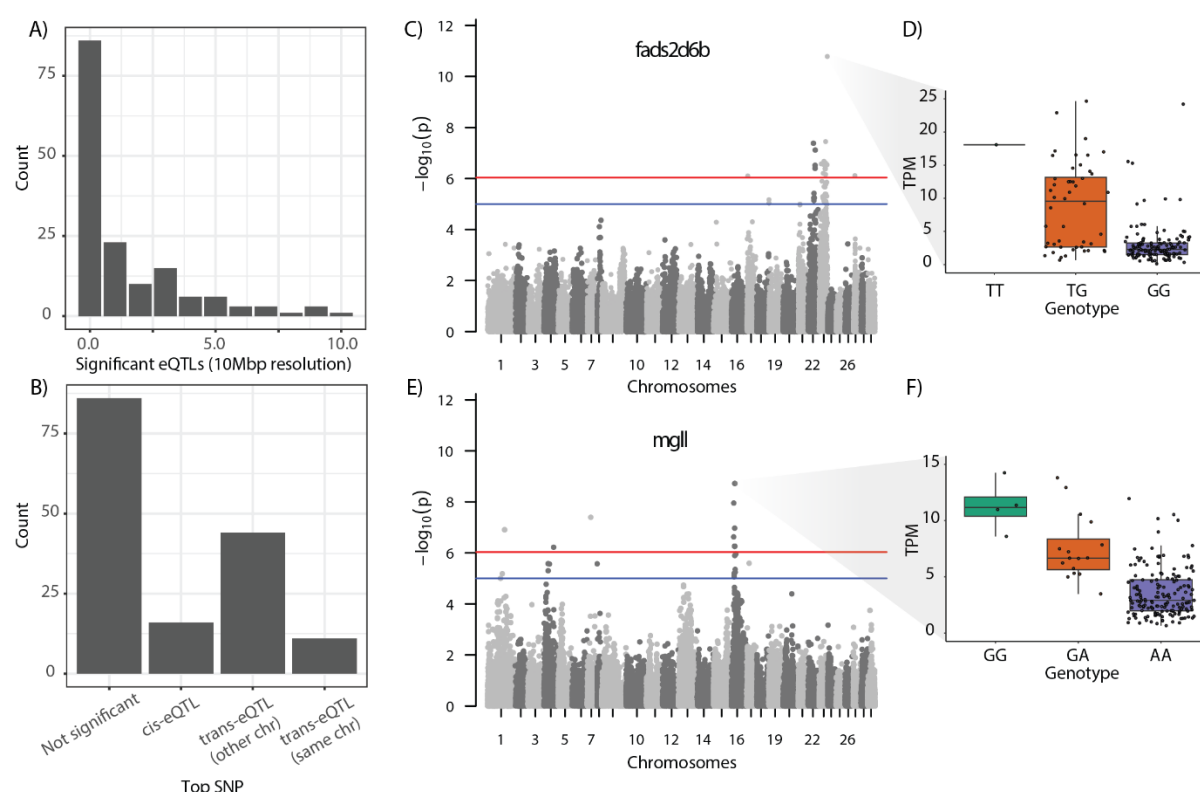 A)
Count
75
50
25
0
0.0
5.0
10.0
Significant eQTLs (10Mbp resolution)
B)
Count
75
50
25
0
Not significant
cis-eQTL
trans-eQTL
(other chr)
trans-eQTL
(same chr)
Top SNP
C)
fads2d6b
−log10(p)
12
10
8
6
4
2
0
1 3 5 7 10 12 14 16 19 22 26
Chromosomes
D)
TPM
25
20
15
10
5
0
TT TG GG
Genotype
E)
mgll
−log10(p)
12
10
8
6
4
2
0
1 3 5 7 10 12 14 16 19 22 26
Chromosomes
F)
TPM
15
10
5
0
GG GA AA
Genotype